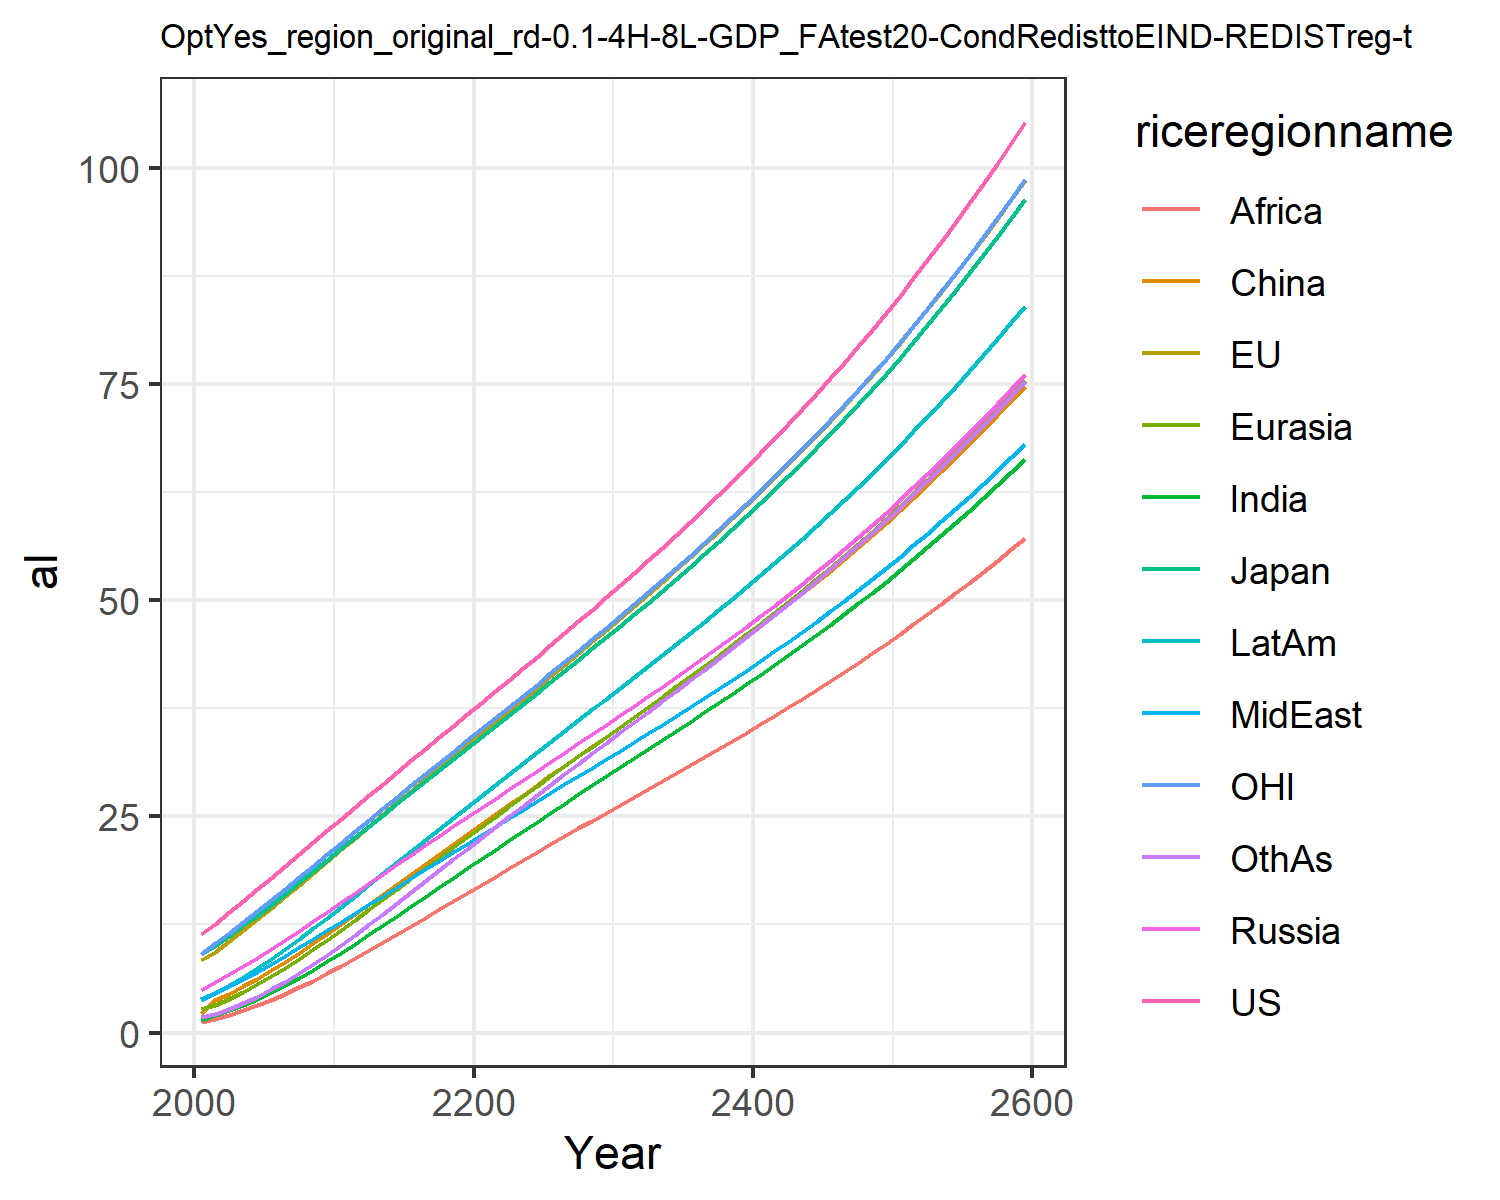 OptYes_region_original_rd-0.1-4H-8L-GDP_FAtest20-CondRedisttoEIND-REDISTreg-t
100
75
50
25
0
al
2000
2200
2400
2600
Year
riceregionname
Africa
China
EU
Eurasia
India
Japan
LatAm
MidEast
OHI
OthAs
Russia
US